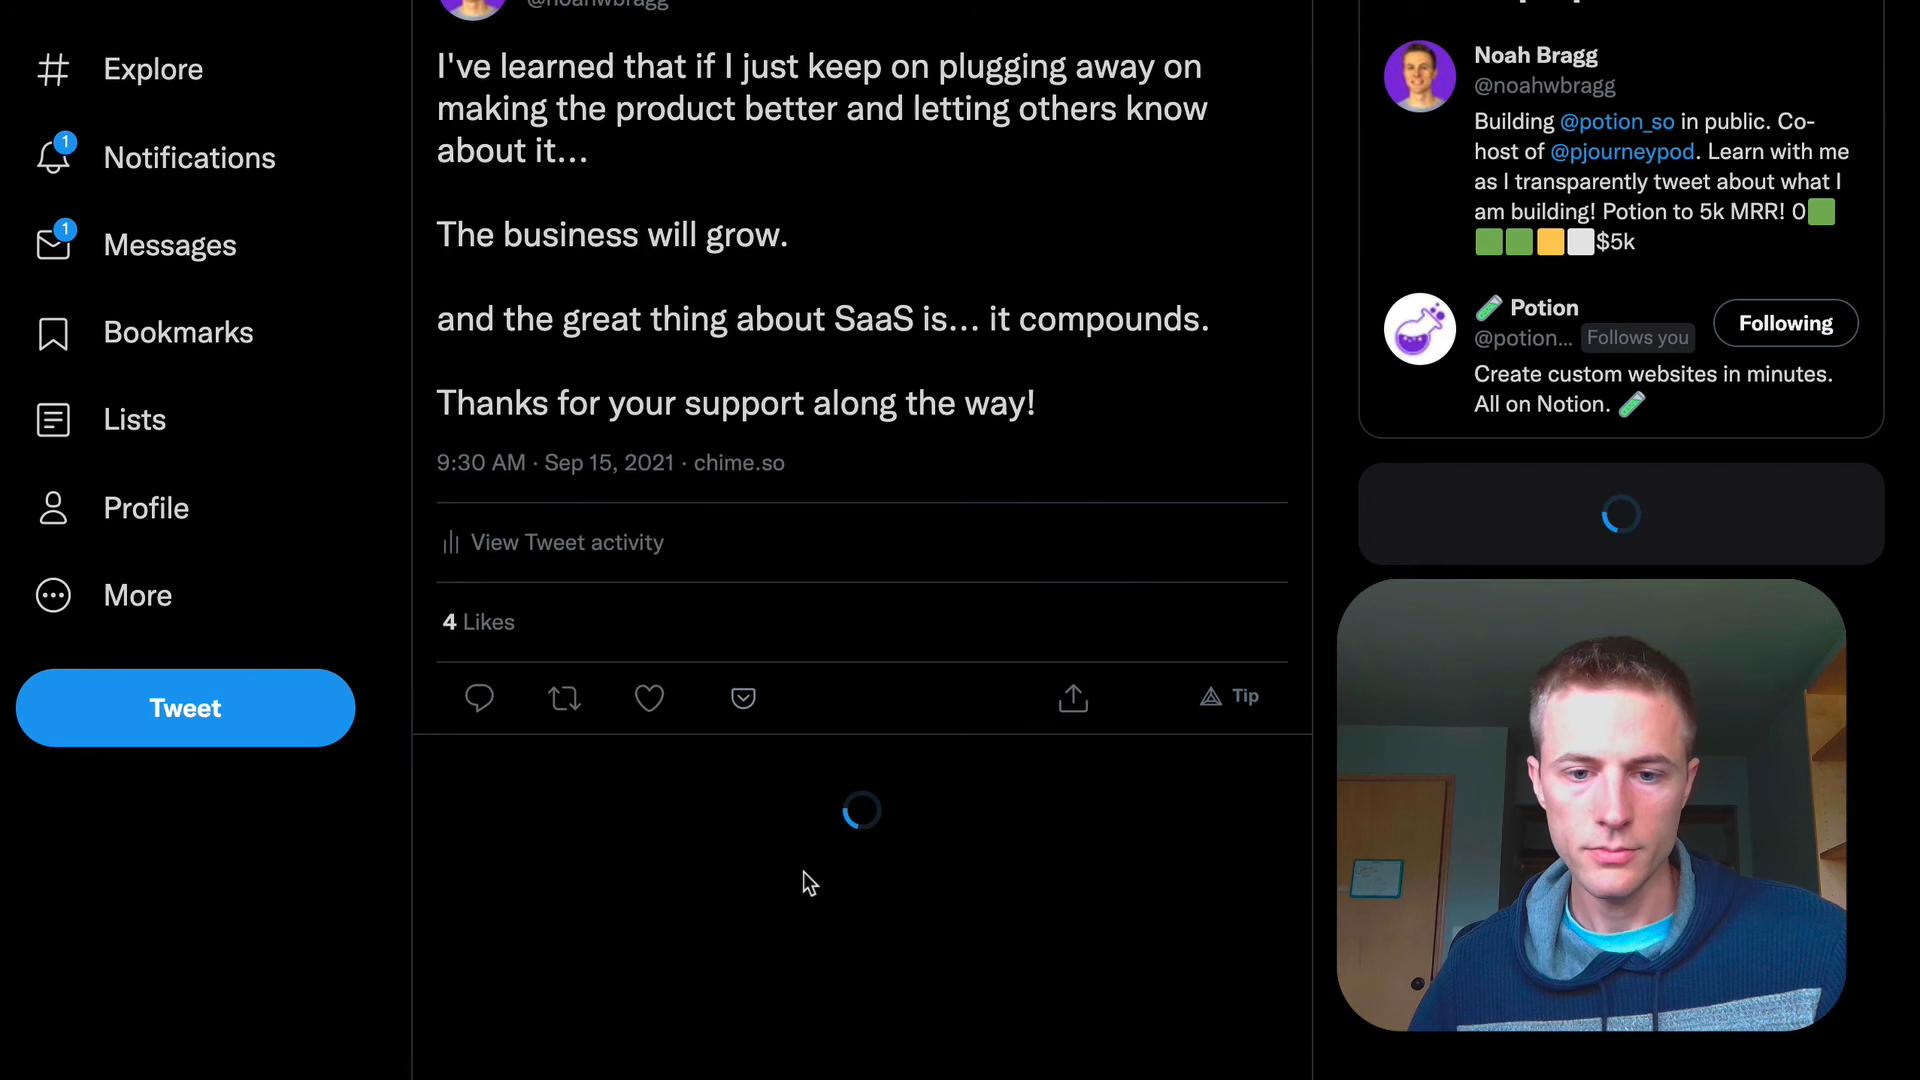 @noahwbragg
Explore
1
Notifications
1
Messages
Bookmarks
Lists
Profile
More
Tweet
I've learned that if I just keep on plugging away on
making the product better and letting others know
about it...
The business will grow.
and the great thing about SaaS is... it compounds.
Thanks for your support along the way!
9:30 AM · Sep 15, 2021 · chime.so
View Tweet activity
4 Likes
Tip
Noah Bragg
@noahwbragg
Building @potion_so in public. Co-
host of @pjourneypod. Learn with me
as I transparently tweet about what I
am building! Potion to 5k MRR! 0
$5k
Potion
@potion... Follows you
Following
Create custom websites in minutes.
All on Notion.